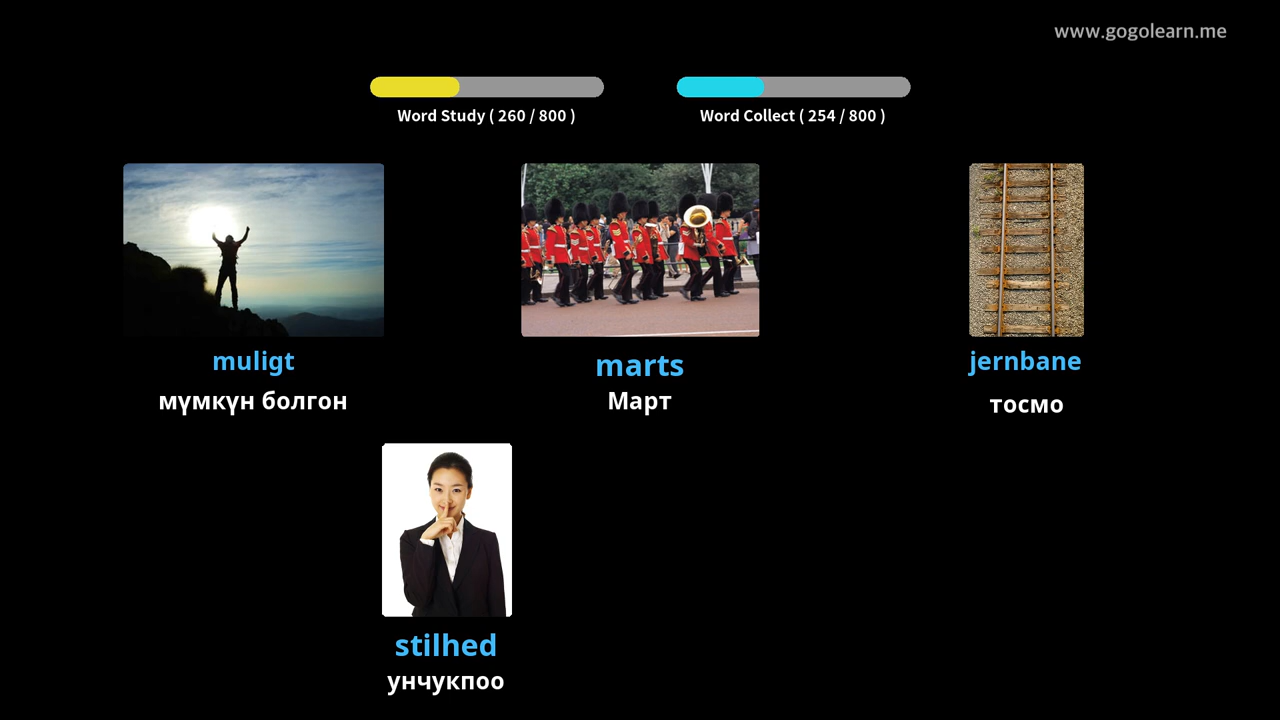 www.gogolearn.me
Word Study ( 260 / 800 )
Word Collect ( 254 / 800 )
muligt
marts
jernbane
мүмкүн болгон
Март
тосмо
stilhed
унчукпоо